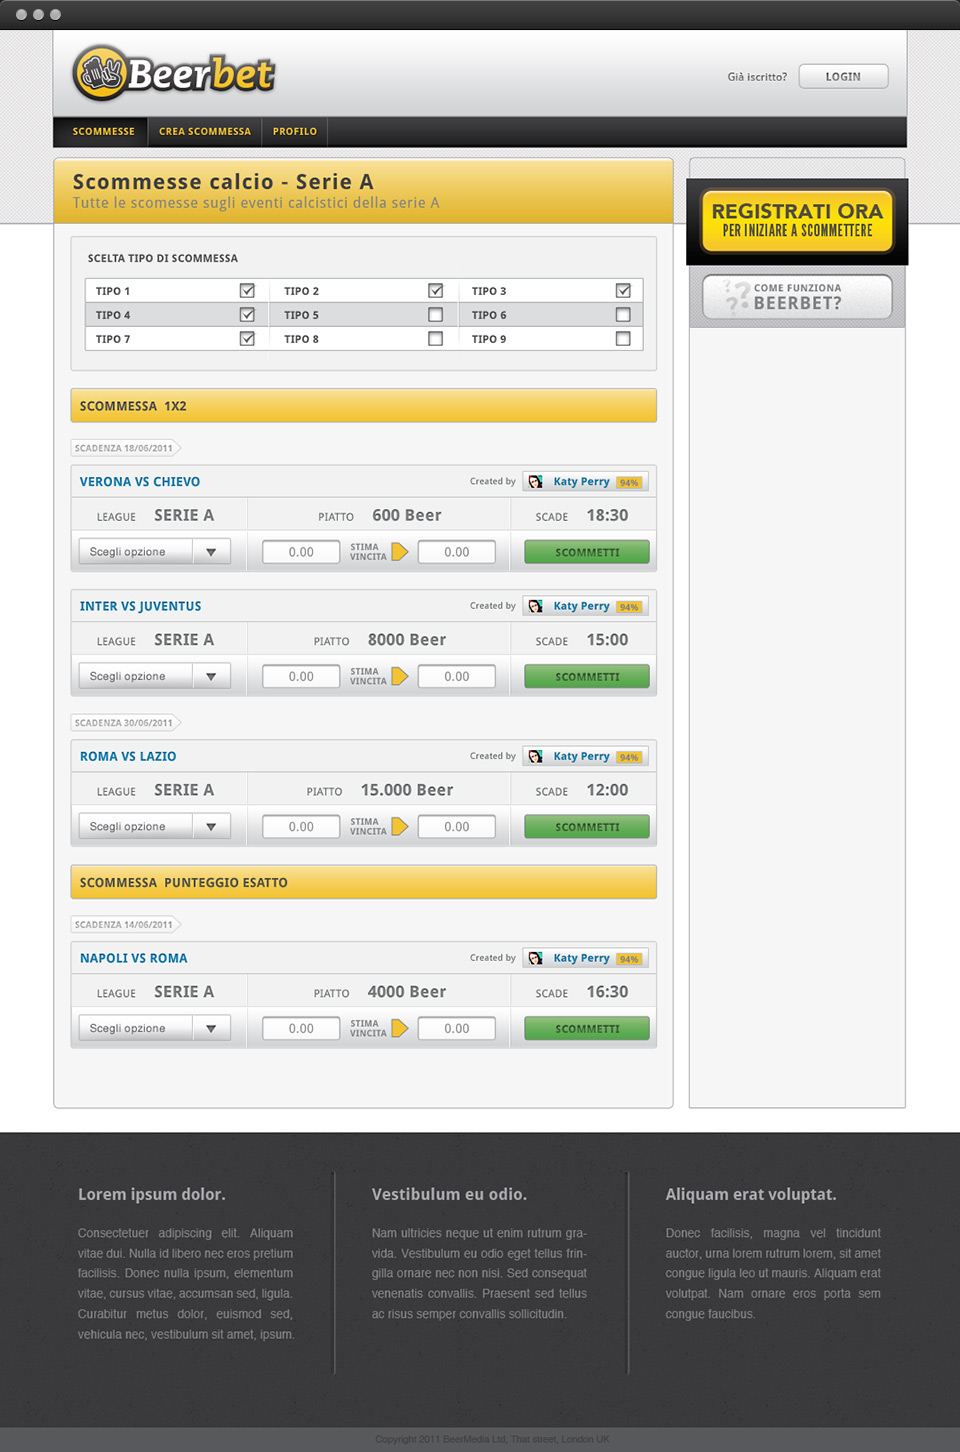 Beerbet
Già iscritto?
LOGIN
SCOMMESSE
CREA SCOMMESSA
PROFILO
Scommesse calcio - Serie A
Tutte le scomesse sugli eventi calcistici della serie A
REGISTRATI ORA
PER INIZIARE A SCOMMETTERE
COME FUNZIONA
BEERBET?
SCELTA TIPO DI SCOMMESSA
TIPO 1
TIPO 2
TIPO 3
TIPO 4
TIPO 5
TIPO 6
TIPO 7
TIPO 8
TIPO 9
SCOMMESSA 1X2
SCADENZA 18/06/2011
VERONA VS CHIEVO
Created by
Katy Perry
94%
LEAGUE SERIE A
PIATTO 600 Beer
SCADE 18:30
Scegli opzione
0.00
STIMA
VINCITA
0.00
SCOMMETTI
INTER VS JUVENTUS
Created by
Katy Perry
94%
LEAGUE SERIE A
PIATTO 8000 Beer
SCADE 15:00
Scegli opzione
0.00
STIMA
VINCITA
0.00
SCOMMETTI
SCADENZA 30/06/2011
ROMA VS LAZIO
Created by
Katy Perry
94%
LEAGUE SERIE A
PIATTO 15.000 Beer
SCADE 12:00
Scegli opzione
0.00
STIMA
VINCITA
0.00
SCOMMETTI
SCOMMESSA PUNTEGGIO ESATTO
SCADENZA 14/06/2011
NAPOLI VS ROMA
Created by
Katy Perry
94%
LEAGUE SERIE A
PIATTO 4000 Beer
SCADE 16:30
Scegli opzione
0.00
STIMA
VINCITA
0.00
SCOMMETTI
Lorem ipsum dolor.
Consectetuer adipiscing elit. Aliquam
vitae dui. Nulla id libero nec eros pretium
facilisis. Donec nulla ipsum, elementum
vitae, cursus vitae, accumsan sed, ligula.
Curabitur metus dolor, euismod sed,
vehicula nec, vestibulum sit amet, ipsum.
Vestibulum eu odio.
Nam ultricies neque ut enim rutrum gra-
vida. Vestibulum eu odio eget tellus frin-
gilla ornare nec non nisi. Sed consequat
venenatis convallis. Praesent sed tellus
ac risus semper convallis sollicitudin.
Aliquam erat voluptat.
Donec facilisis, magna vel tincidunt
auctor, urna lorem rutrum lorem, sit amet
congue ligula leo ut mauris. Aliquam erat
volutpat. Nam ornare eros porta sem
congue faucibus.
Copyright 2011 BeerMedia Ltd, That street, London UK